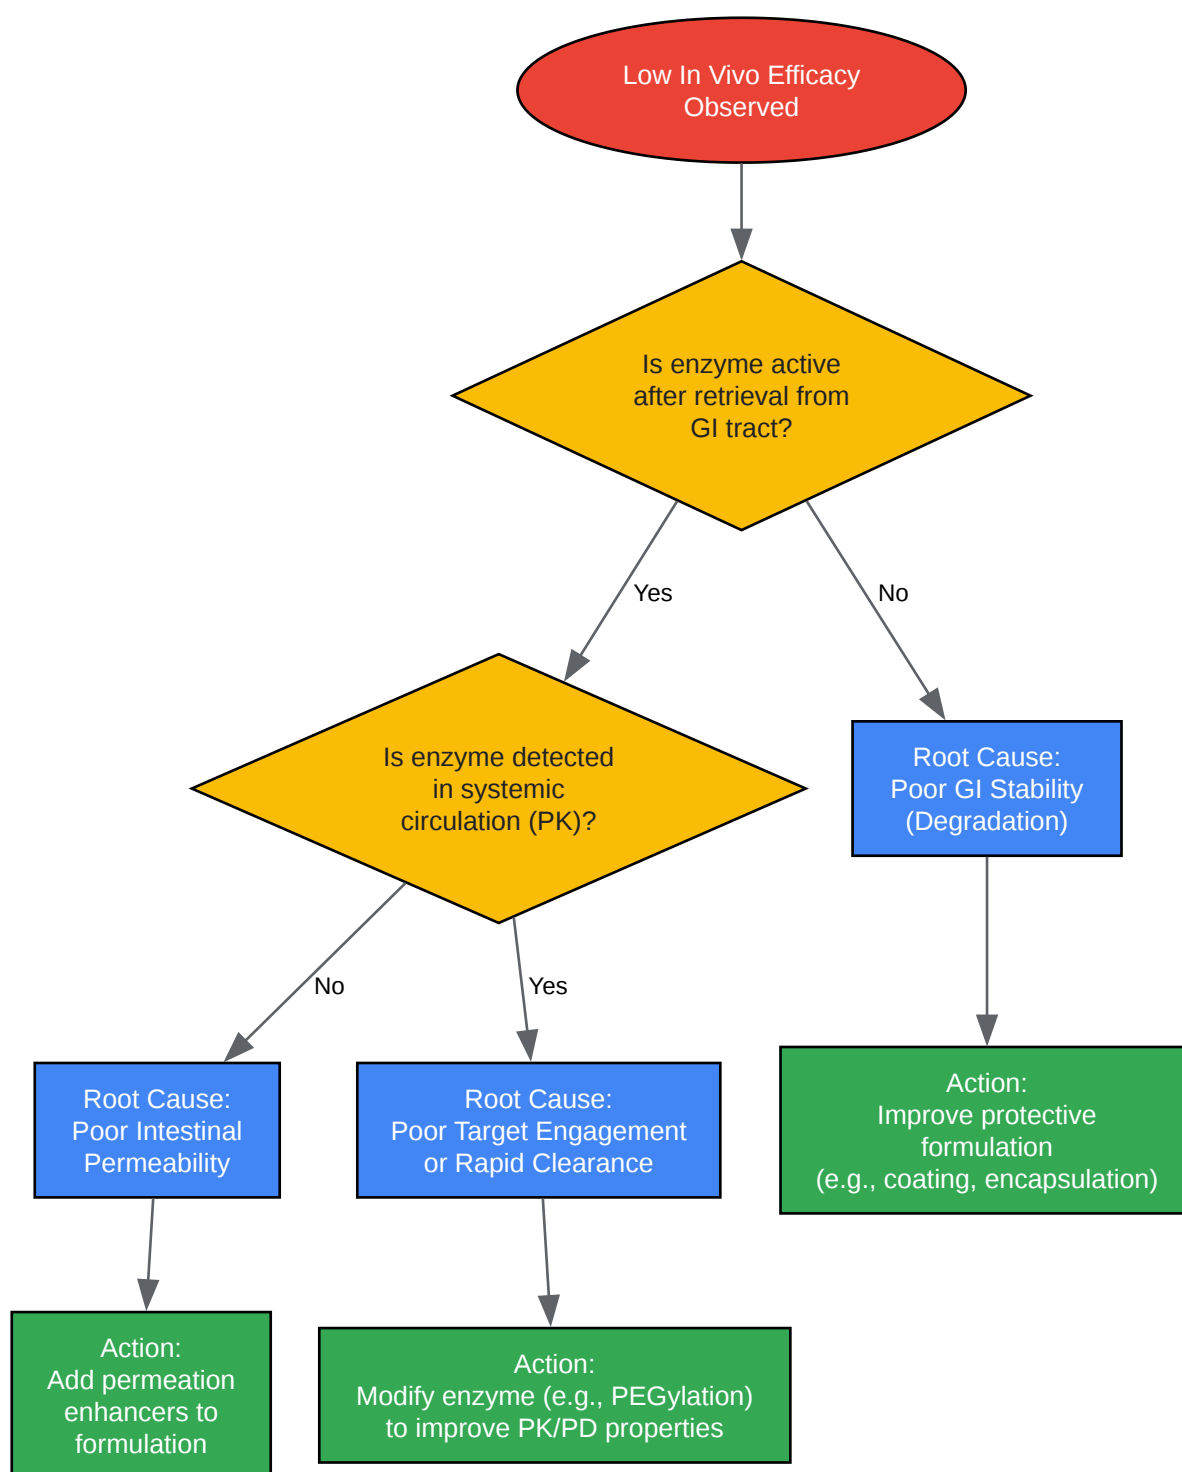 Low In Vivo Efficacy
Observed
Is enzyme active
after retrieval from
GI tract?
Yes
No
Is enzyme detected
in systemic
circulation (PK)?
Root Cause:
Poor GI Stability
(Degradation)
No
Yes
Root Cause:
Poor Intestinal
Permeability
Root Cause:
Poor Target Engagement
or Rapid Clearance
Action:
Improve protective
formulation
(e.g., coating, encapsulation)
Action:
Add permeation
enhancers to
formulation
Action:
Modify enzyme (e.g., PEGylation)
to improve PK/PD properties